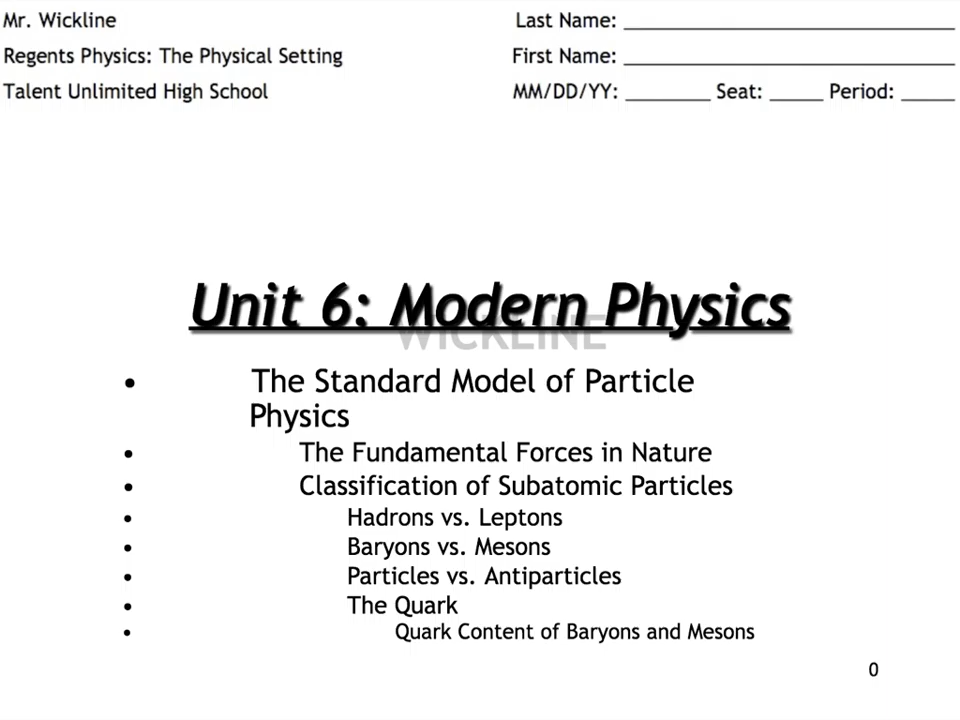 Mr. Wickline
Last Name: ______________________________
Regents Physics: The Physical Setting
First Name: ______________________________
Talent Unlimited High School
MM/DD/YY: ________ Seat: _____ Period: _____
Unit 6: Modern Physics
WICKLINE
• The Standard Model of Particle
Physics
• The Fundamental Forces in Nature
• Classification of Subatomic Particles
• Hadrons vs. Leptons
• Baryons vs. Mesons
• Particles vs. Antiparticles
• The Quark
• Quark Content of Baryons and Mesons
0